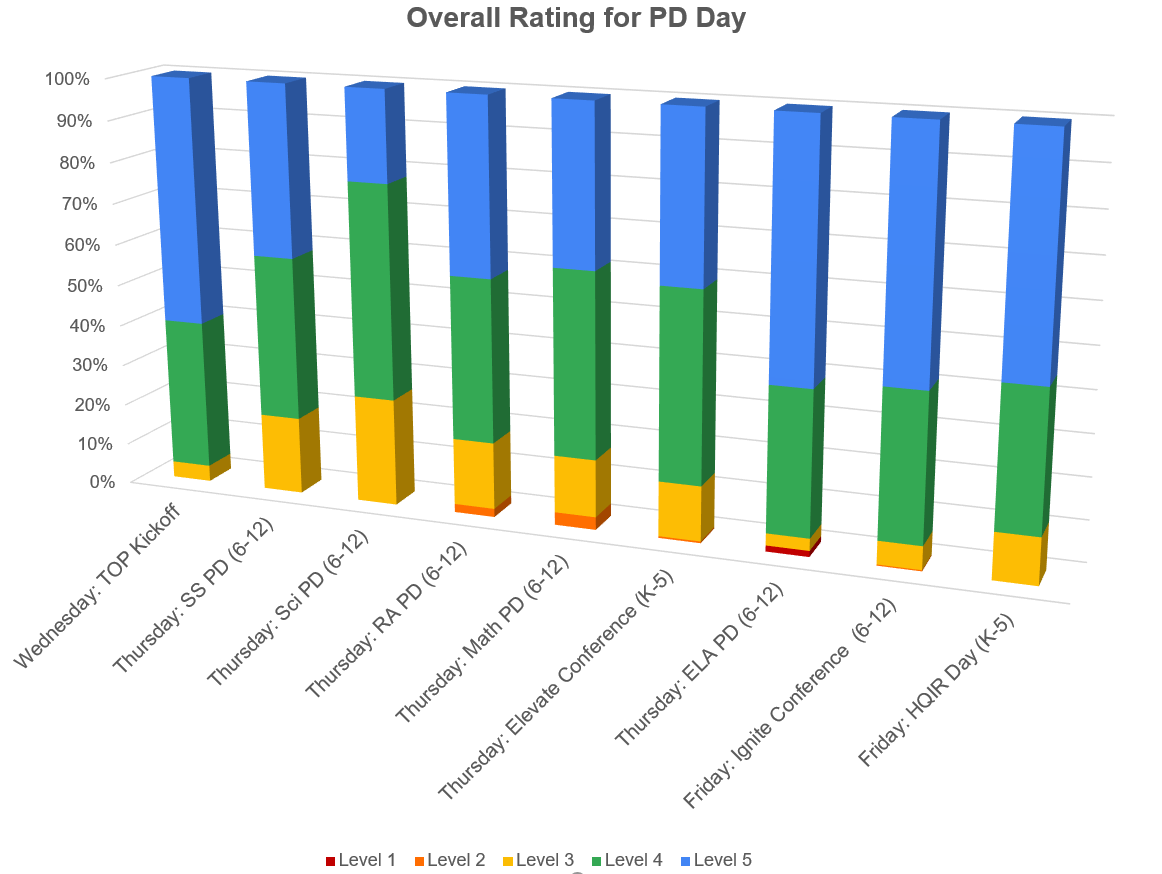 Overall Rating for PD Day
100%
90%
80%
70%
60%
50%
40%
30%
20%
10%
0%
Wednesday: TOP Kickoff
Thursday: SS PD (6-12)
Thursday: Sci PD (6-12)
Thursday: RA PD (6-12)
Thursday: Math PD (6-12)
Thursday: Elevate Conference (K-5)
Thursday: ELA PD (6-12)
Friday: Ignite Conference (6-12)
Friday: HQIR Day (K-5)
Level 1 Level 2 Level 3 Level 4 Level 5